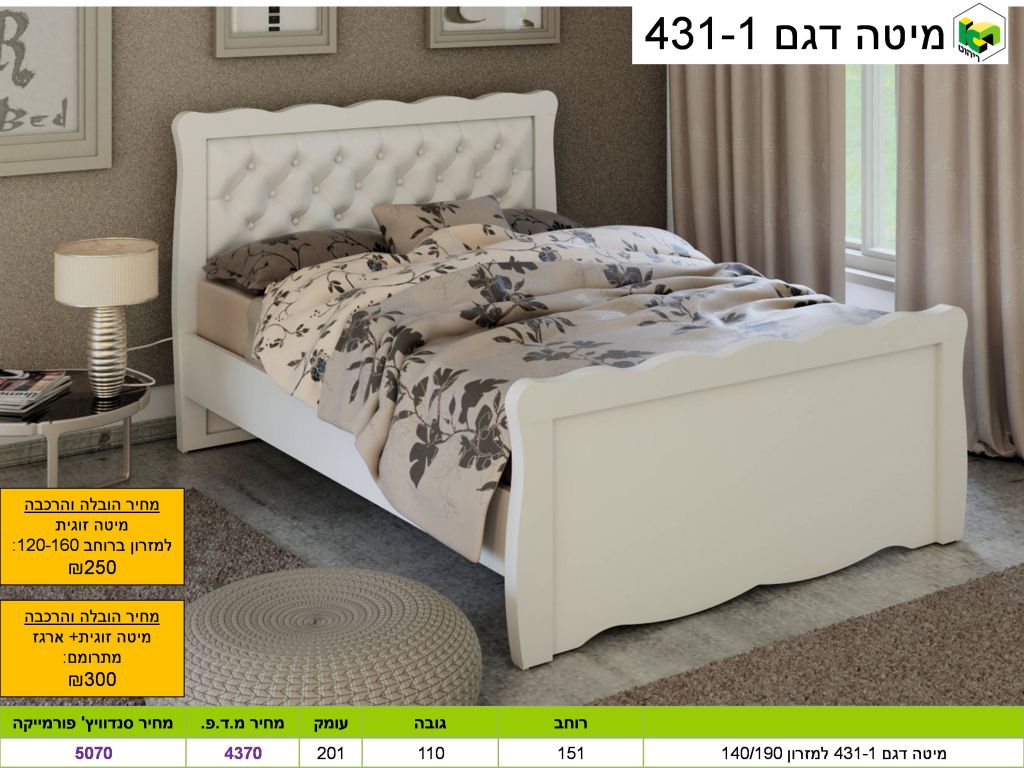 מיטה דגם 431-1
ריהוט
R
Bed
מחיר הובלה והרכבה
מיטה זוגית
למזרון ברוחב 120-160:
₪250
מחיר הובלה והרכבה
מיטה זוגית+ ארגז
מתרומם:
₪300
רוחב גובה עומק מחיר מ.ד.פ. מחיר סנדוויץ' פורמייקה
מיטה דגם 431-1 למזרון 140/190 151 110 201 4370 5070